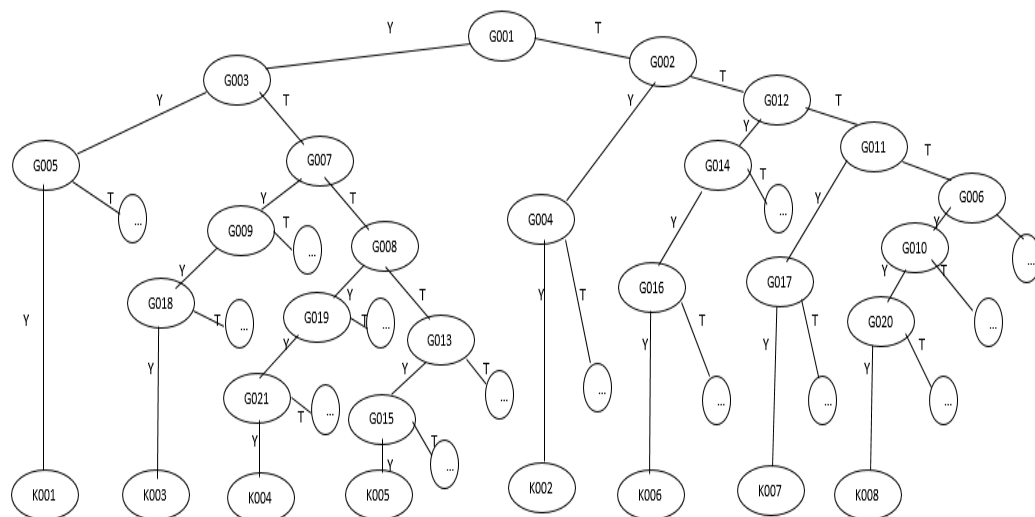 G001
Y
T
G003
G002
Y
T
Y
T
G012
Y
T
G005
G007
G014
G011
T
Y
T
T
Y
T
G006
...
G009
T
G004
...
Y
Y
G010
...
...
G008
Y
T
G018
Y
T
G016
G017
Y
T
...
T
...
G019
T
...
Y
T
G020
...
Y
Y
Y
G013
Y
T
Y
T
Y
T
Y
T
G021
T
...
Y
T
...
...
...
...
...
G015
T
...
Y
Y
K001
K003
K004
K005
K002
K006
K007
K008